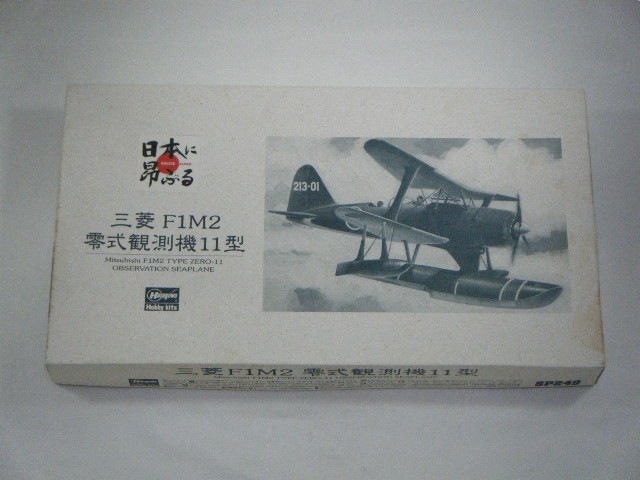 日本に
昂ぶる
三菱 F1M2
零式観測機11型
Mitsubishi F1M2 TYPE ZERO-11
OBSERVATION SEAPLANE
Hasegawa
Hobby kits
213-01
三菱 F1M2 零式観測機11型
Hasegawa
SP249